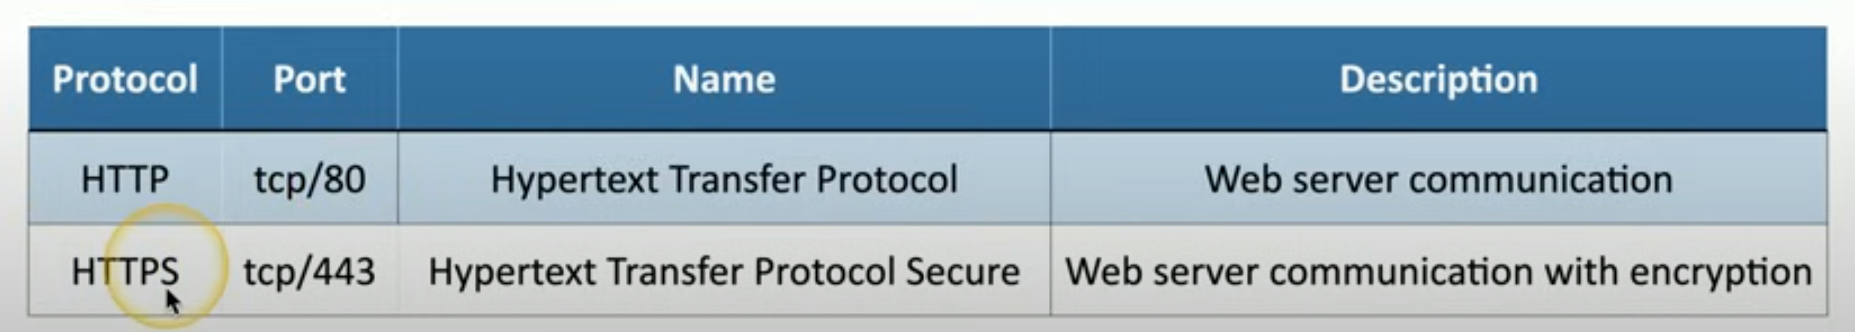 Protocol Port Name Description
HTTP tcp/80 Hypertext Transfer Protocol Web server communication
HTTPS tcp/443 Hypertext Transfer Protocol Secure Web server communication with encryption